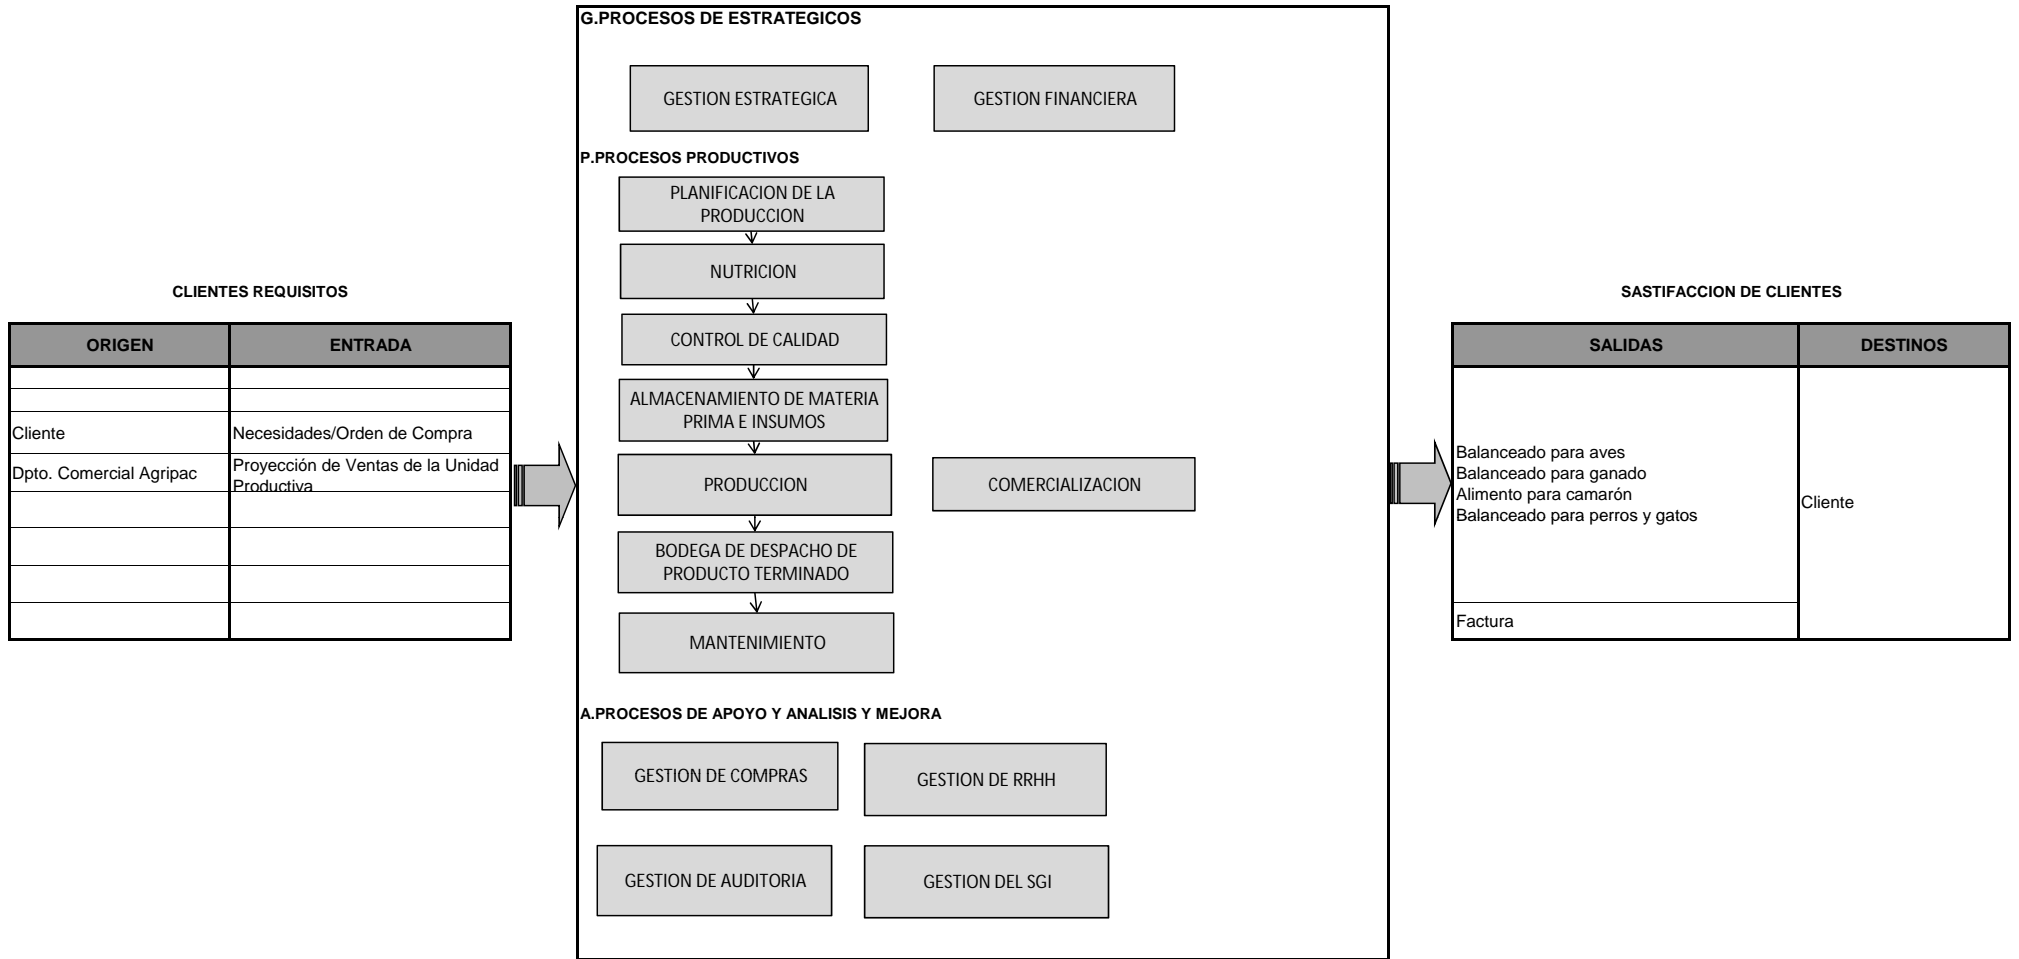 G.PROCESOS DE ESTRATEGICOS
GESTION ESTRATEGICA
GESTION FINANCIERA
P.PROCESOS PRODUCTIVOS
PLANIFICACION DE LA
PRODUCCION
NUTRICION
CONTROL DE CALIDAD
ALMACENAMIENTO DE MATERIA
PRIMA E INSUMOS
PRODUCCION
COMERCIALIZACION
BODEGA DE DESPACHO DE
PRODUCTO TERMINADO
MANTENIMIENTO
A.PROCESOS DE APOYO Y ANALISIS Y MEJORA
GESTION DE COMPRAS
GESTION DE RRHH
GESTION DE AUDITORIA
GESTION DEL SGI
CLIENTES REQUISITOS
ORIGEN
ENTRADA
Cliente
Necesidades/Orden de Compra
Dpto. Comercial Agripac
Proyección de Ventas de la Unidad
Productiva
SASTIFACCION DE CLIENTES
SALIDAS
DESTINOS
Balanceado para aves
Balanceado para ganado
Alimento para camarón
Balanceado para perros y gatos
Cliente
Factura